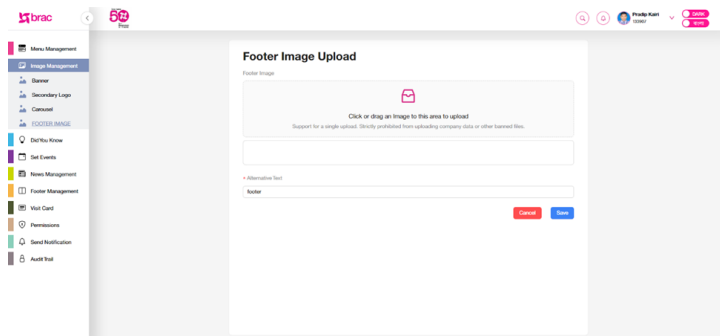 brac
50
Pradip Kairi
DARK
বাংলা
Menu Management
Image Management
Banner
Secondary Logo
Carousel
FOOTER IMAGE
Did You Know
Set Events
News Management
Footer Management
Visit Card
Permissions
Send Notification
Audit Trail
Footer Image Upload
Footer Image
Click or drag an Image to this area to upload
Support for a single upload. Strictly prohibited from uploading company data or other banned files.
* Alternative Text
footer
Cancel
Save